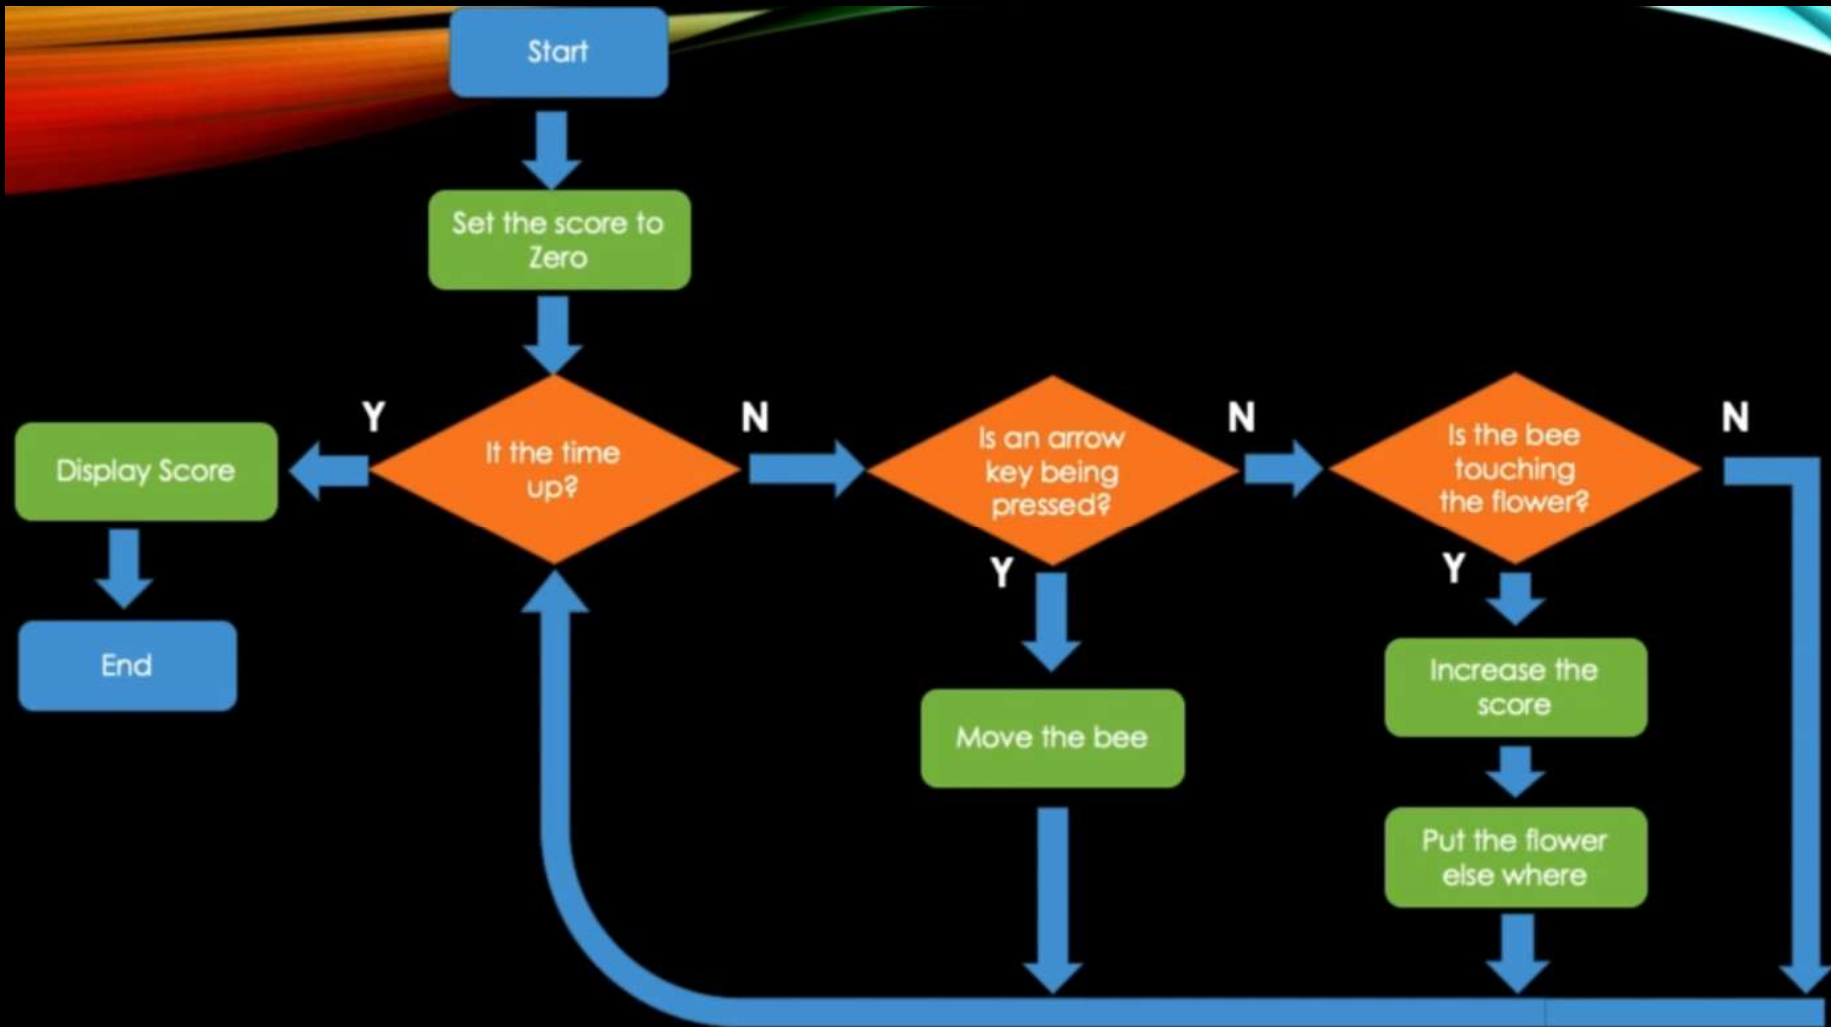 Start
Set the score to
Zero
Y
N
N
N
Display Score
It the time
up?
Is an arrow
key being
pressed?
Is the bee
touching
the flower?
Y
Y
End
Move the bee
Increase the
score
Put the flower
else where